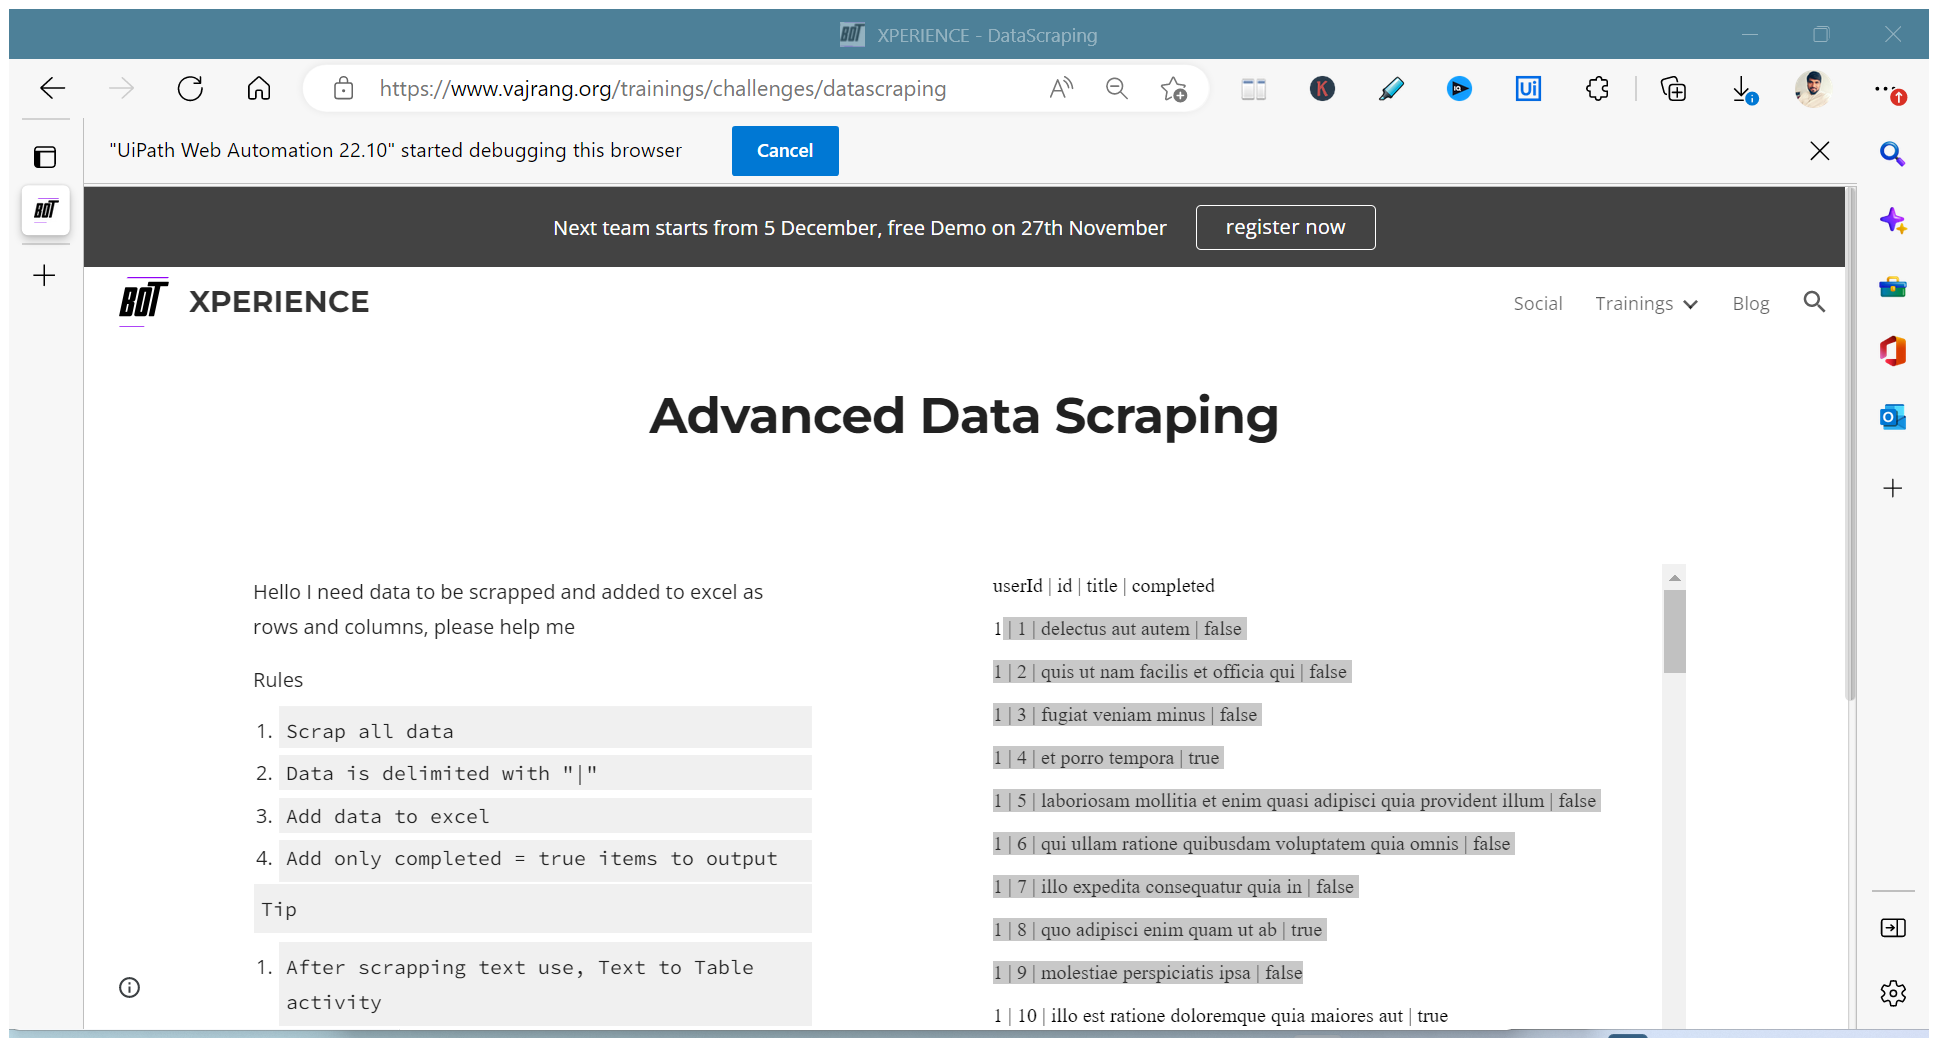 BOT XPERIENCE - DataScraping
https://www.vajrang.org/trainings/challenges/datascraping
"UiPath Web Automation 22.10" started debugging this browser Cancel
Next team starts from 5 December, free Demo on 27th November register now
BOT XPERIENCE Social Trainings Blog
Advanced Data Scraping
Hello I need data to be scrapped and added to excel as
rows and columns, please help me
Rules
1. Scrap all data
2. Data is delimited with "|"
3. Add data to excel
4. Add only completed = true items to output
Tip
1. After scrapping text use, Text to Table
activity
userId | id | title | completed
1 | 1 | delectus aut autem | false
1 | 2 | quis ut nam facilis et officia qui | false
1 | 3 | fugiat veniam minus | false
1 | 4 | et porro tempora | true
1 | 5 | laboriosam mollitia et enim quasi adipisci quia provident illum | false
1 | 6 | qui ullam ratione quibusdam voluptatem quia omnis | false
1 | 7 | illo expedita consequatur quia in | false
1 | 8 | quo adipisci enim quam ut ab | true
1 | 9 | molestiae perspiciatis ipsa | false
1 | 10 | illo est ratione doloremque quia maiores aut | true